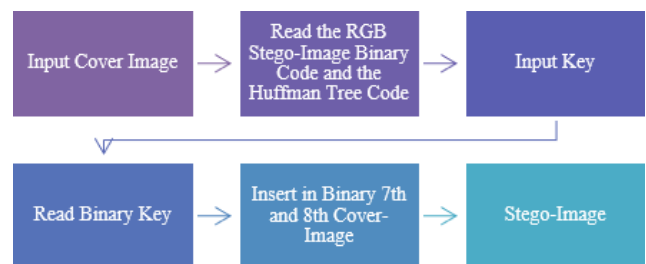 Input Cover Image
Read the RGB
Stego-Image Binary
Code and the
Huffman Tree Code
Input Key
Read Binary Key
Insert in Binary 7th
and 8th Cover-
Image
Stego-Image